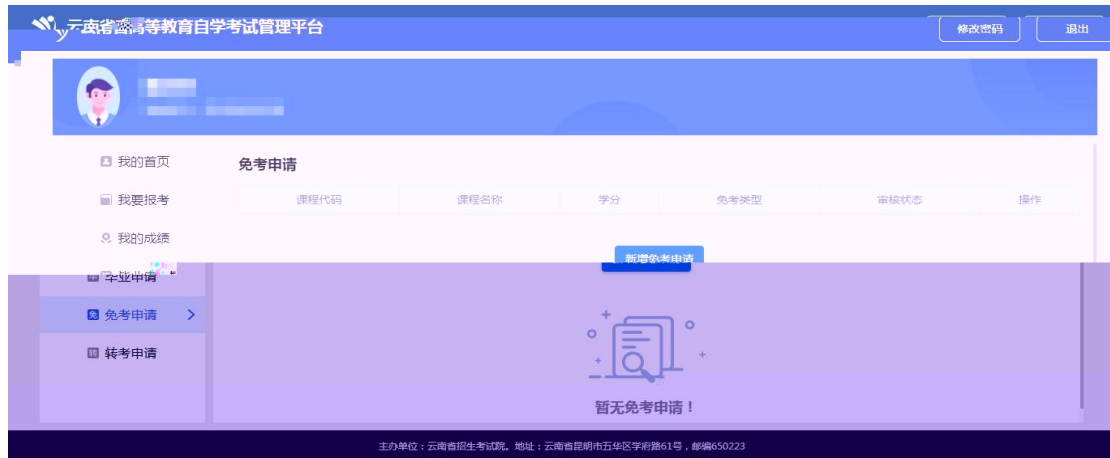 云南省高等教育自学考试管理平台
修改密码 退出
我的首页
我要报考
我的成绩
毕业申请
免考申请
转考申请
免考申请
课程代码 课程名称 学分 免考类型 审核状态 操作
新增免考申请
暂无免考申请！
主办单位：云南省招生考试院。地址：云南省昆明市五华区学府路61号，邮编650223